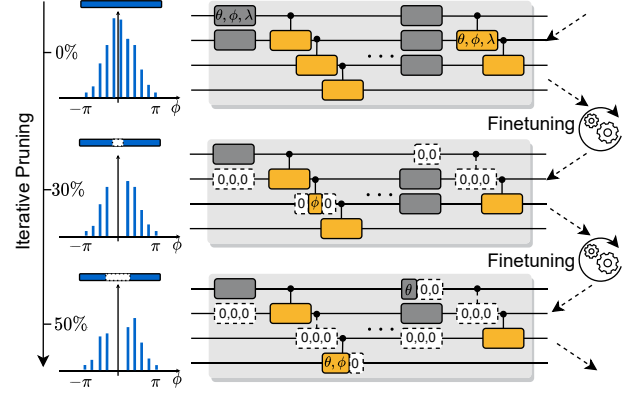 Iterative Pruning
0%
−π π ϕ
θ, ϕ, λ
θ, ϕ, λ
...
Finetuning
30%
−π π ϕ
0,0
0,0,0
0,0,0
0 ϕ 0
...
Finetuning
50%
−π π ϕ
θ 0,0
0,0,0
0,0,0
0,0,0
...
0,0,0
θ, ϕ 0